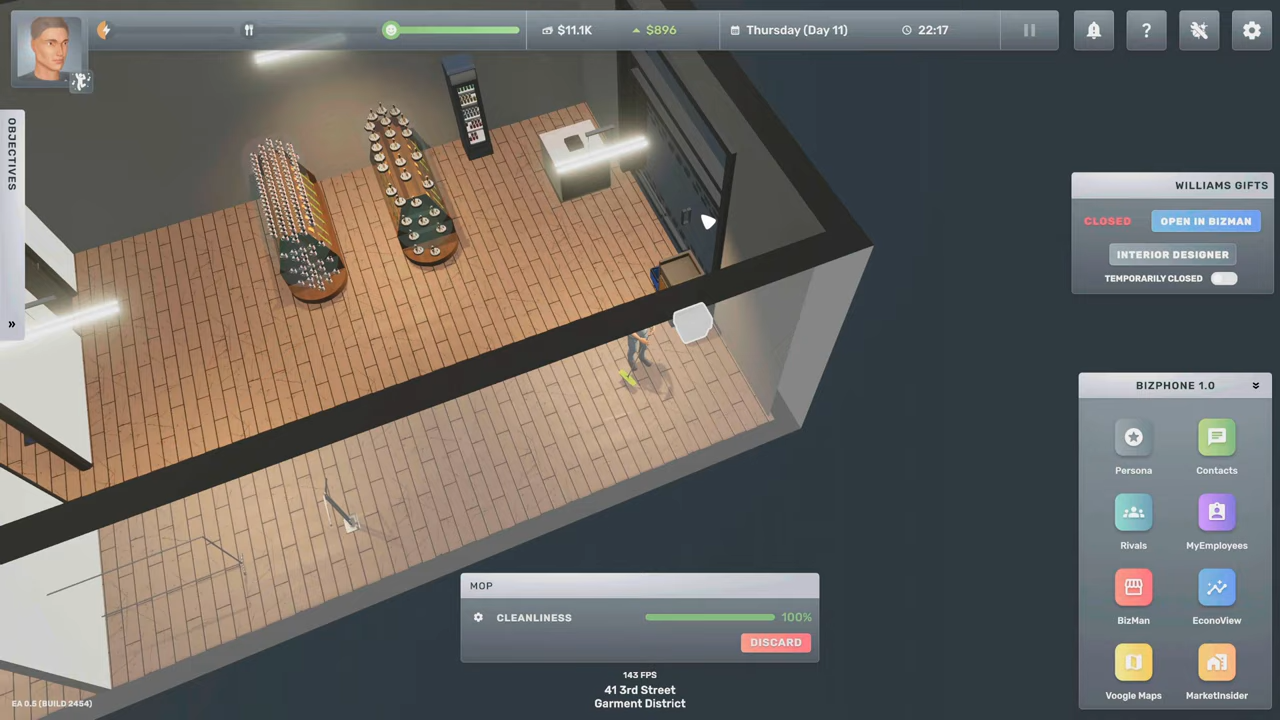 $11.1K
$896
Thursday (Day 11)
22:17
OBJECTIVES
»
WILLIAMS GIFTS
CLOSED
OPEN IN BIZMAN
INTERIOR DESIGNER
TEMPORARILY CLOSED
BIZPHONE 1.0
Persona
Contacts
Rivals
MyEmployees
BizMan
EconoView
Voogle Maps
MarketInsider
MOP
CLEANLINESS
100%
DISCARD
143 FPS
41 3rd Street
Garment District
EA 0.5 (BUILD 2454)